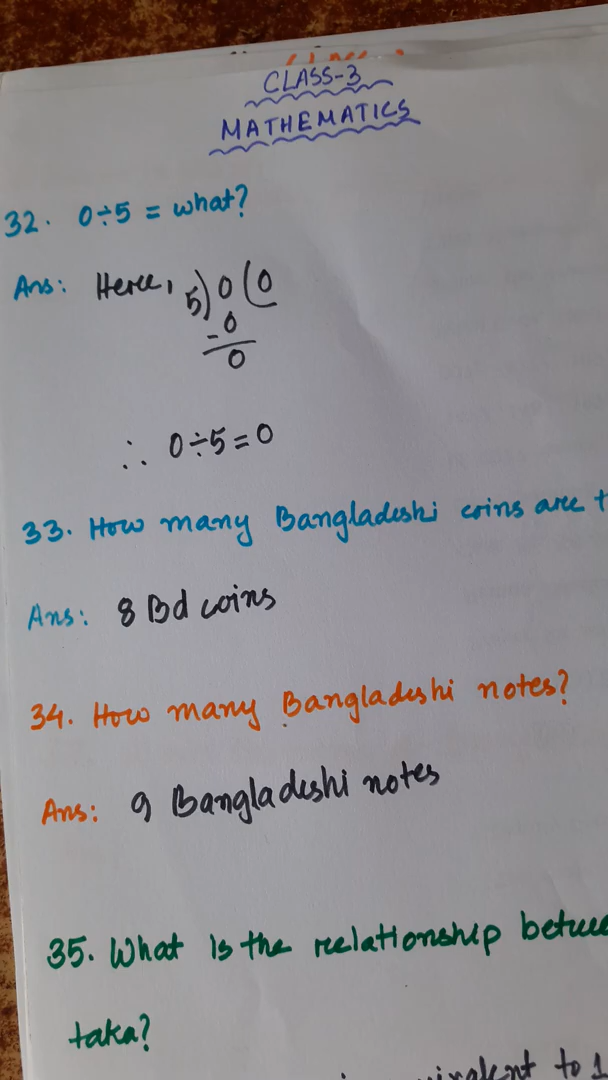 CLASS-3
MATHEMATICS
32. 0÷5 = what?
Ans: Here, 5)0(0
-0
0
∴ 0÷5=0
33. How many Bangladeshi coins are
Ans: 8 Bd coins
34. How many Bangladeshi notes?
Ans: 9 Bangladeshi notes
35. What is the relationship
taka?
to 1